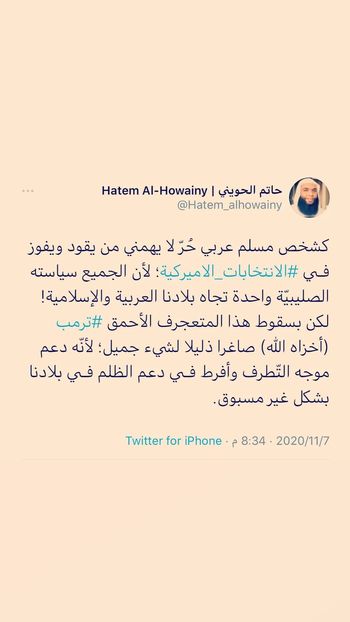 حاتم الحويني | Hatem Al-Howainy
@Hatem_alhowainy
كشخص مسلم عربي حُرّ لا يهمني من يقود ويفوز
في #الانتخابات_الاميركية؛ لأن الجميع سياسته
الصليبيّة واحدة تجاه بلادنا العربية والإسلامية!
لكن بسقوط هذا المتعجرف الأحمق #ترمب
(أخزاه الله) صاغرا ذليلا لشيء جميل؛ لأنّه دعم
موجه التّطرف وأفرط في دعم الظلم في بلادنا
بشكل غير مسبوق.
2020/11/7 · 8:34 م · Twitter for iPhone